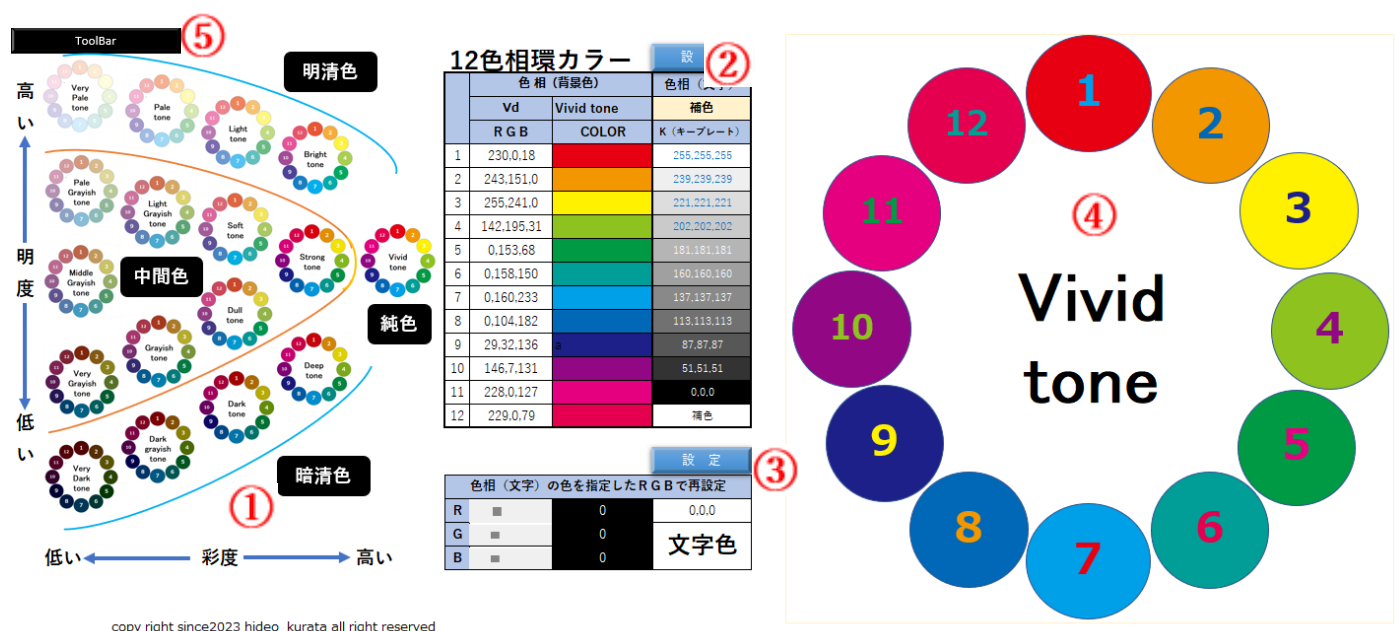 ToolBar
⑤
明清色
高
い
明
度
低
い
Very
Pale
tone
Pale
tone
Light
tone
Bright
tone
Pale
Grayish
tone
Light
Grayish
tone
Soft
tone
Strong
tone
Vivid
tone
Middle
Grayish
tone
中間色
Dull
tone
純色
Grayish
tone
Very
Grayish
tone
Deep
tone
Dark
tone
Dark
grayish
tone
Very
Dark
tone
暗清色
①
低い 彩度 高い
copy right since2023 hideo kurata all right reserved
12色相環カラー
設
②
色 相（背景色） 色相（
Vd Vivid tone 補色
R G B COLOR K（キープレート）
1 230,0,18 255,255,255
2 243,151,0 239,239,239
3 255,241,0 221,221,221
4 142,195,31 202,202,202
5 0,153,68 181,181,181
6 0,158,150 160,160,160
7 0,160,233 137,137,137
8 0,104,182 113,113,113
9 29,32,136 a 87,87,87
10 146,7,131 51,51,51
11 228,0,127 0,0,0
12 229,0,79 補色
設 定
③
色相（文字）の色を指定したＲＧＢで再設定
R 0 0.0.0
G 0 文字色
B 0
1
2
3
4
5
6
7
8
9
10
11
12
④
Vivid
tone